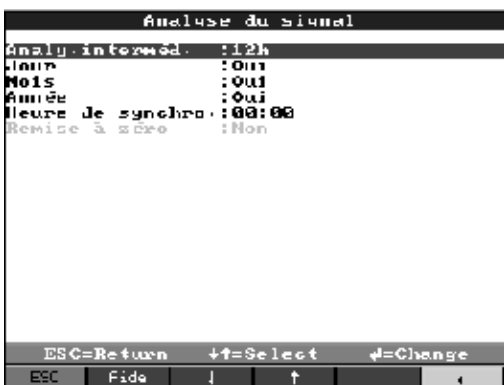 Analyse du signal
Analy.interméd. :12h
Jour :Oui
Mois :Oui
Année :Oui
Heure de synchro.:00:00
Remise à zéro :Non
ESC=Return ↓↑=Select ↲=Change
ESC Aide ↓ ↑